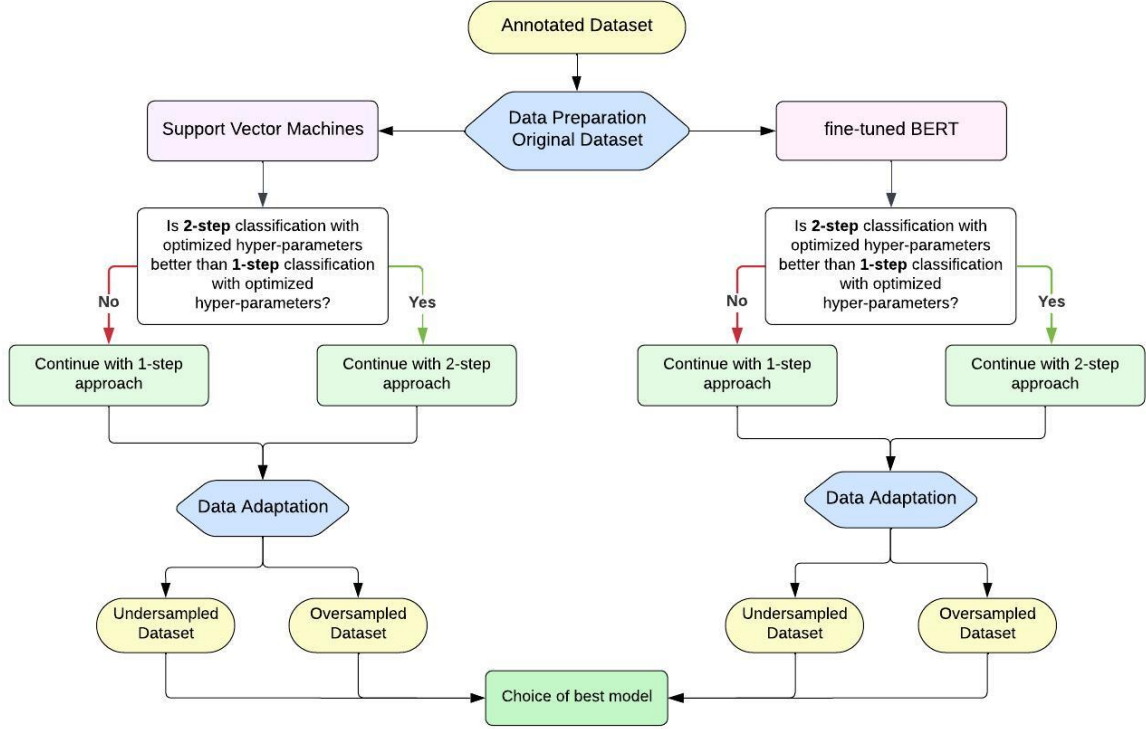 Annotated Dataset
Data Preparation
Original Dataset
Support Vector Machines
fine-tuned BERT
Is 2-step classification with
optimized hyper-parameters
better than 1-step classification
with optimized
hyper-parameters?
No
Yes
Continue with 1-step
approach
Continue with 2-step
approach
Data Adaptation
Undersampled
Dataset
Oversampled
Dataset
Is 2-step classification with
optimized hyper-parameters
better than 1-step classification
with optimized
hyper-parameters?
No
Yes
Continue with 1-step
approach
Continue with 2-step
approach
Data Adaptation
Undersampled
Dataset
Oversampled
Dataset
Choice of best model